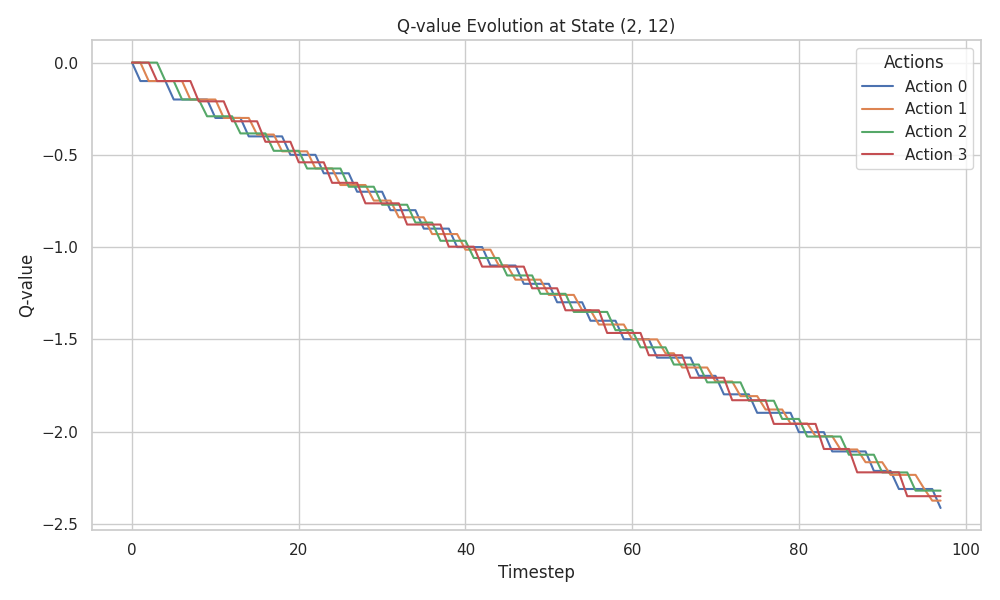 Q-value Evolution at State (2, 12)
Actions
Action 0
Action 1
Action 2
Action 3
Q-value
0.0
−0.5
−1.0
−1.5
−2.0
−2.5
0 20 40 60 80 100
Timestep